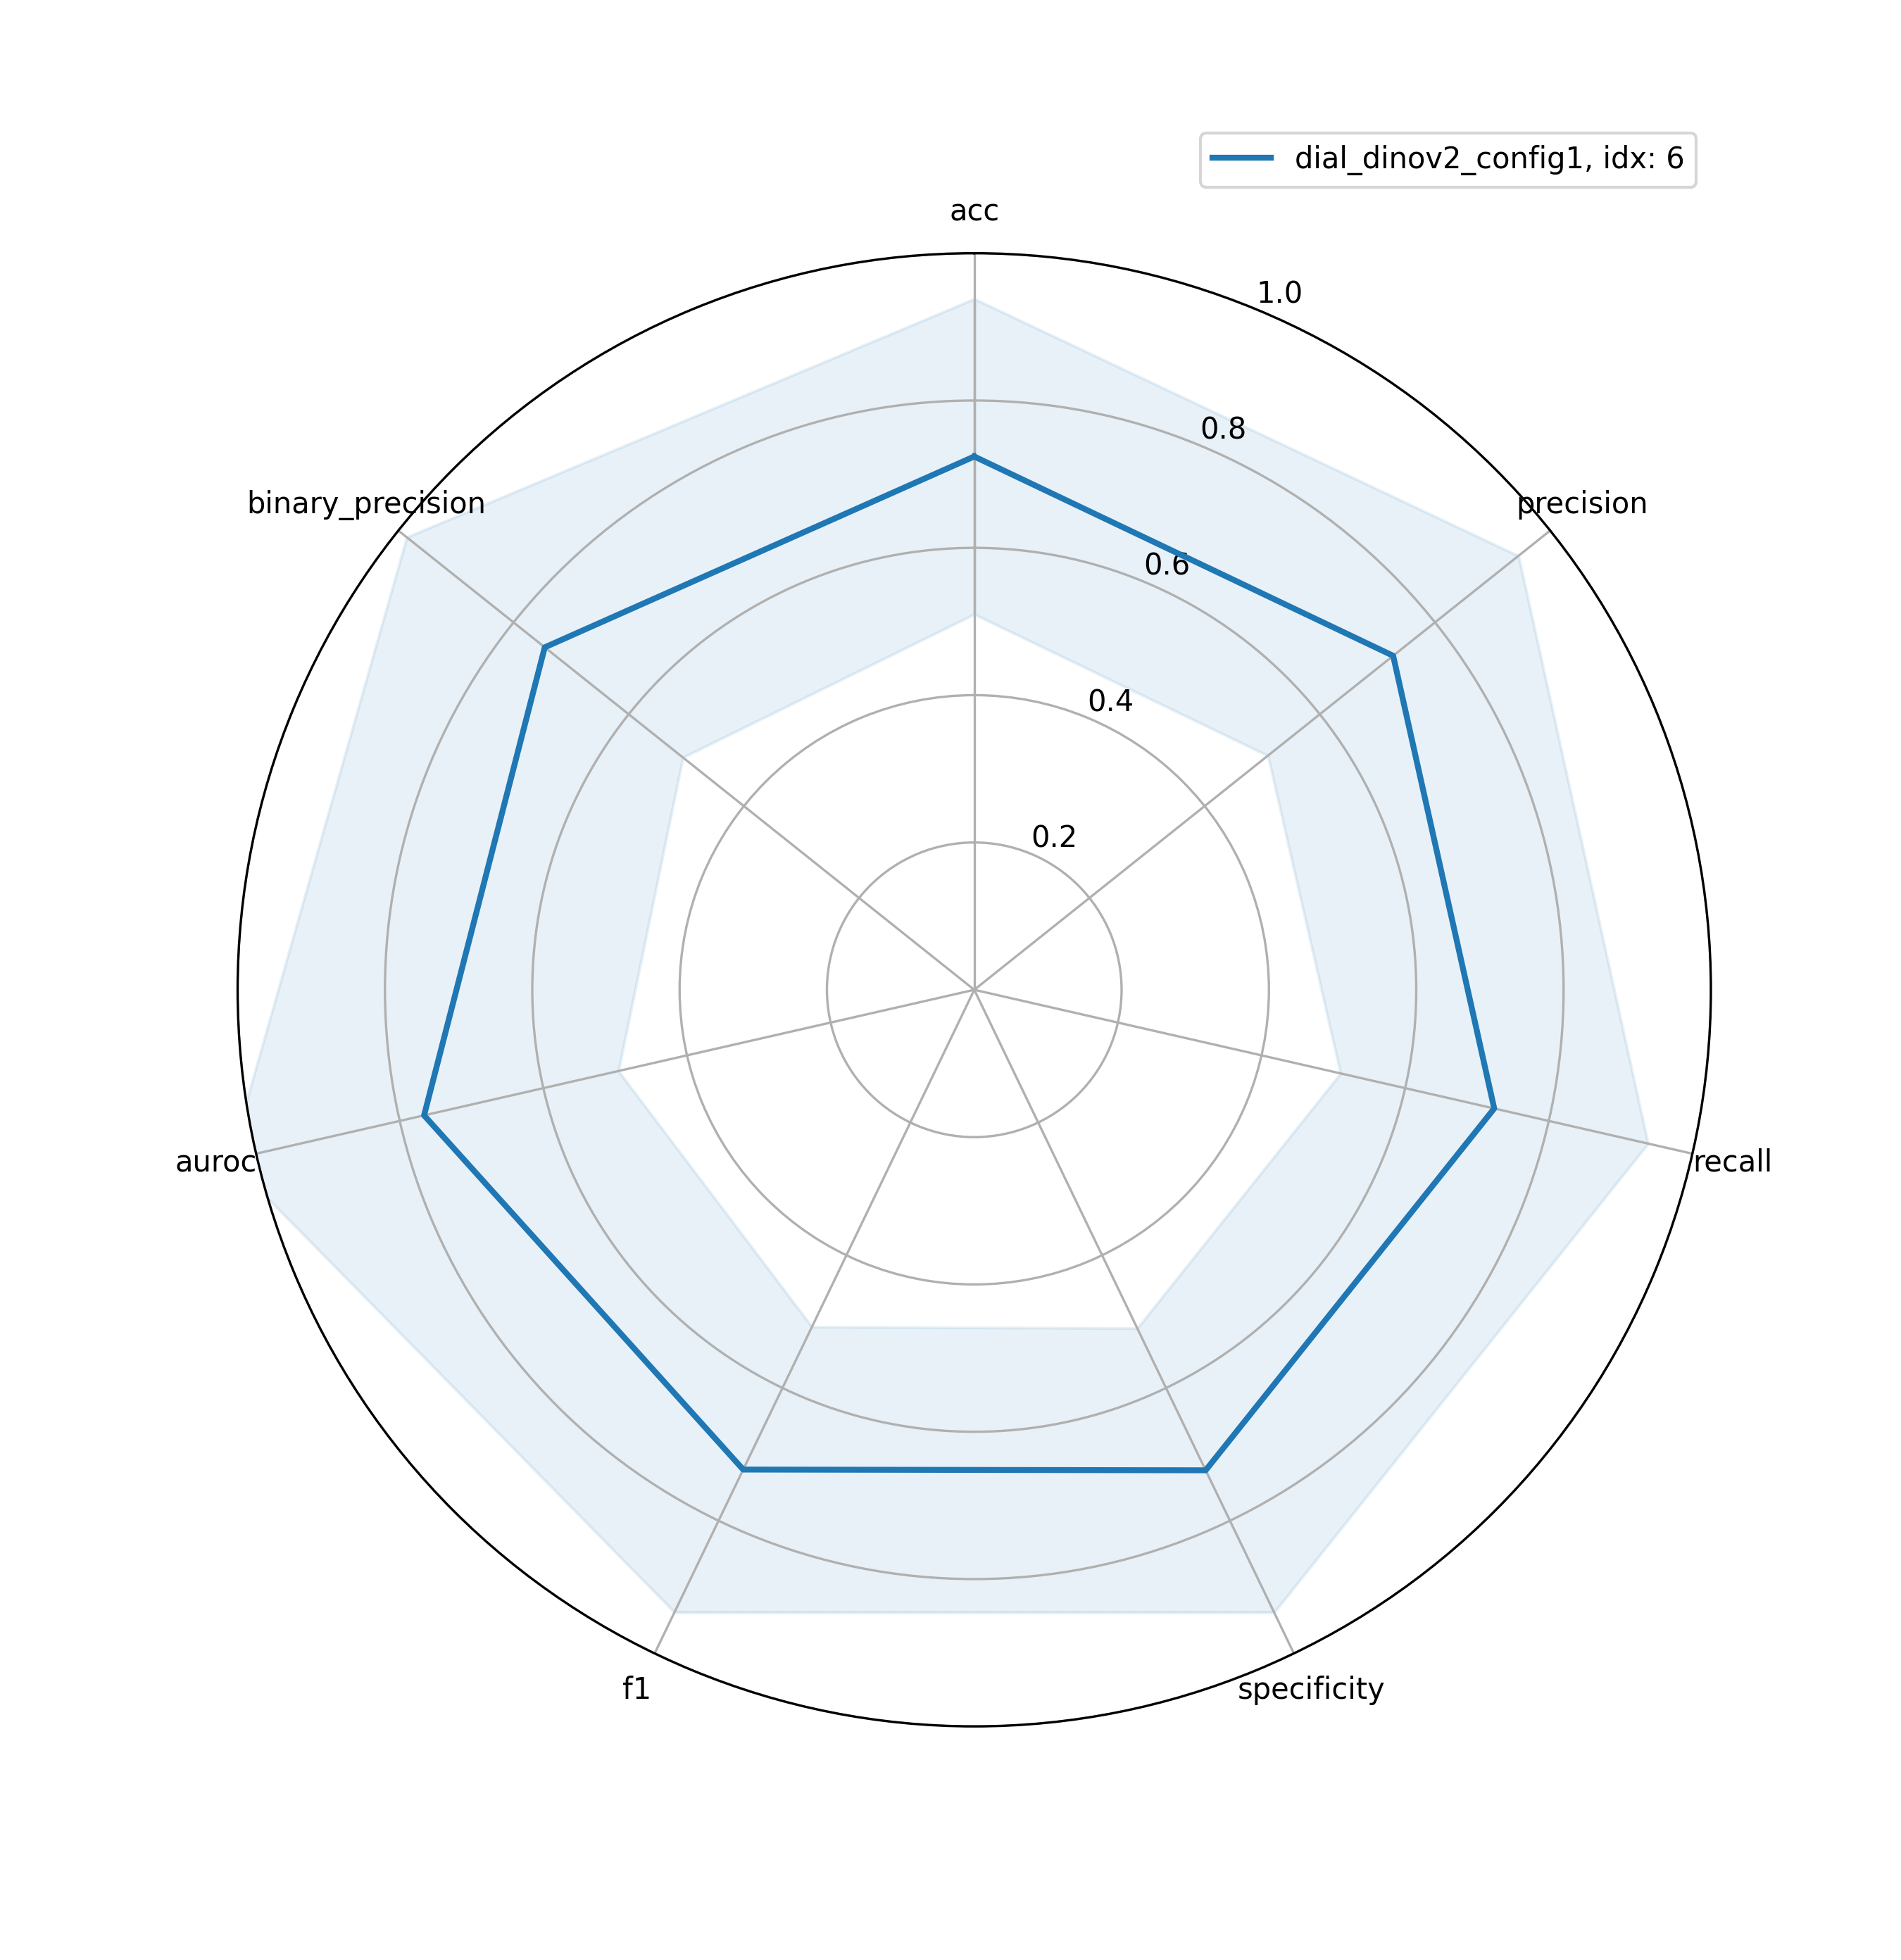 dial_dinov2_config1, idx: 6
acc
1.0
0.8
binary_precision
precision
0.6
0.4
0.2
auroc
recall
f1
specificity